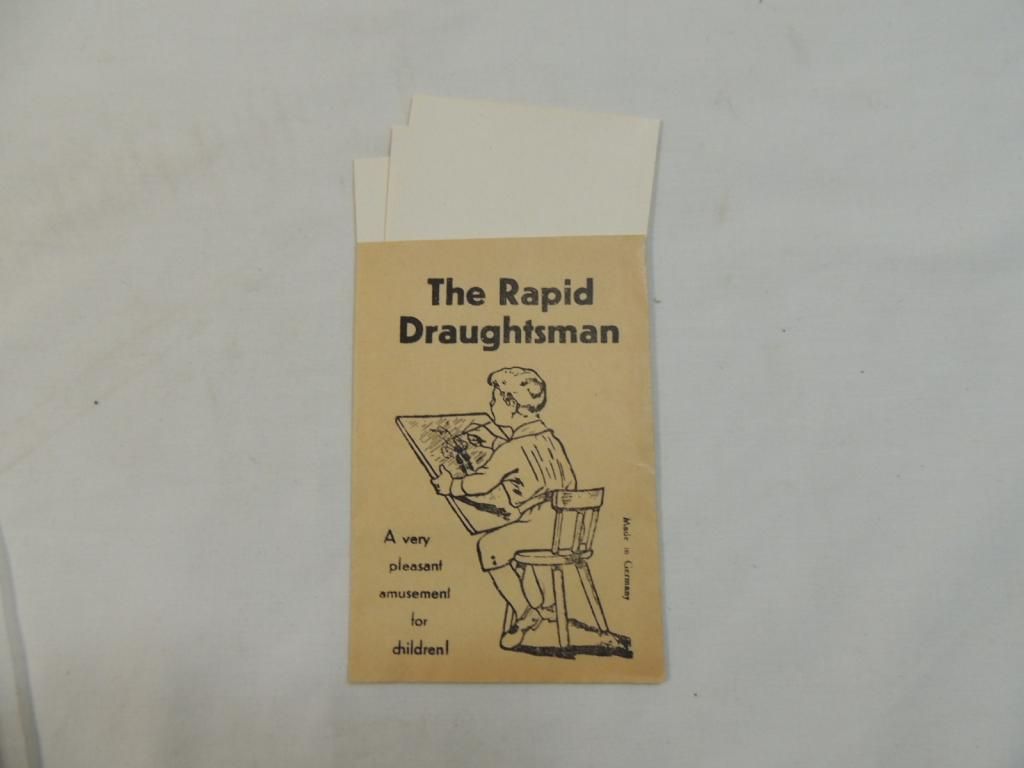 The Rapid
Draughtsman
A very
pleasant
amusement
for
children!
Made in Germany